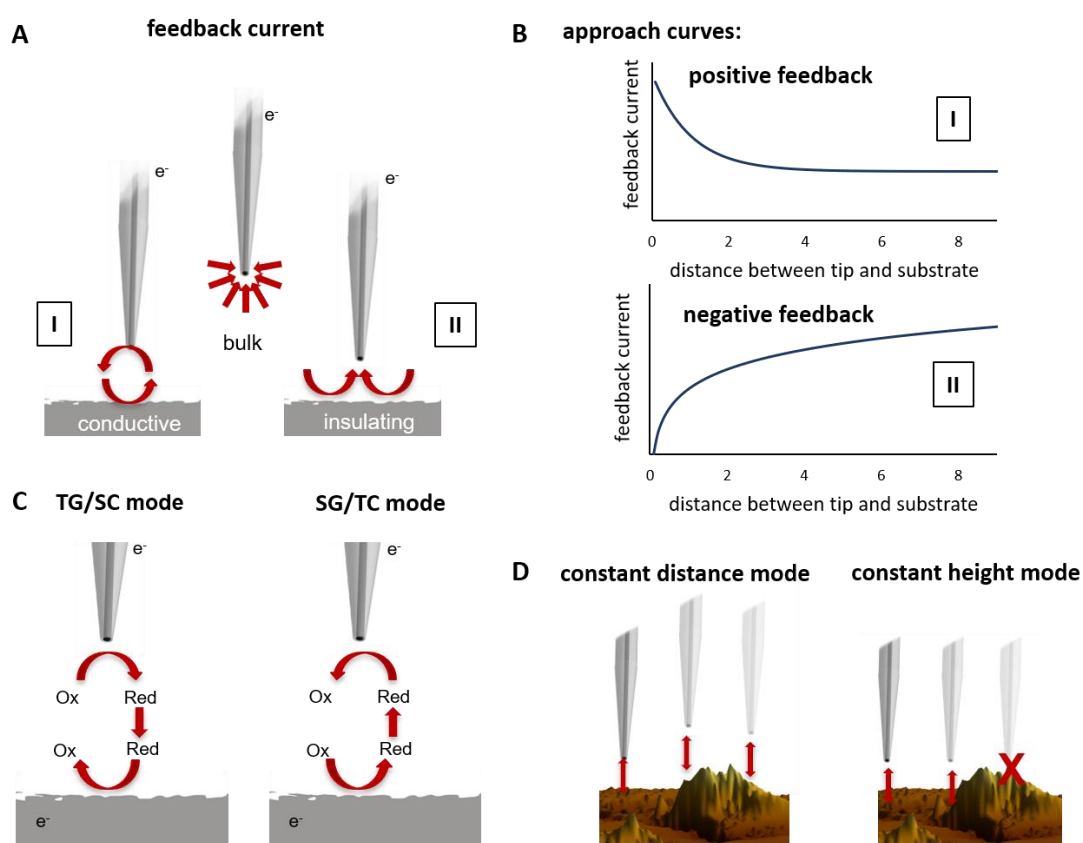 A
feedback current
e-
e-
e-
I
bulk
II
conductive
insulating
B
approach curves:
positive feedback
I
feedback current
0 2 4 6 8
distance between tip and substrate
negative feedback
II
feedback current
0 2 4 6 8
distance between tip and substrate
C
TG/SC mode
SG/TC mode
e-
e-
Ox Red
Ox Red
Ox Red
Ox Red
e-
e-
D
constant distance mode
constant height mode
X